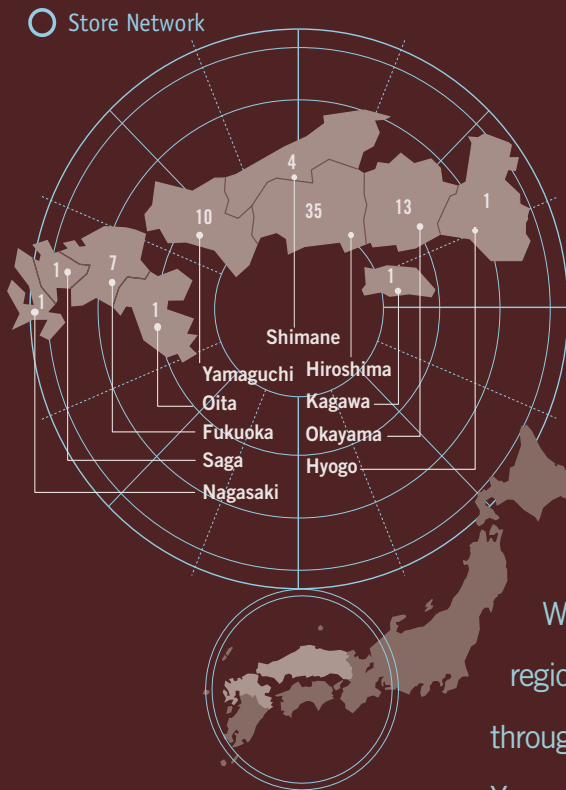 Store Network
4
10
35
13
1
1
7
1
1
1
Shimane
Yamaguchi
Hiroshima
Oita
Kagawa
Fukuoka
Okayama
Saga
Hyogo
Nagasaki
W
regio
throug